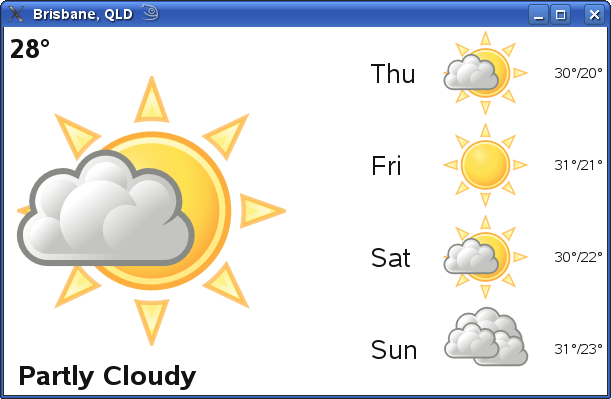 Brisbane, QLD
28°
Thu 30°/20°
Fri 31°/21°
Sat 30°/22°
Sun 31°/23°
Partly Cloudy